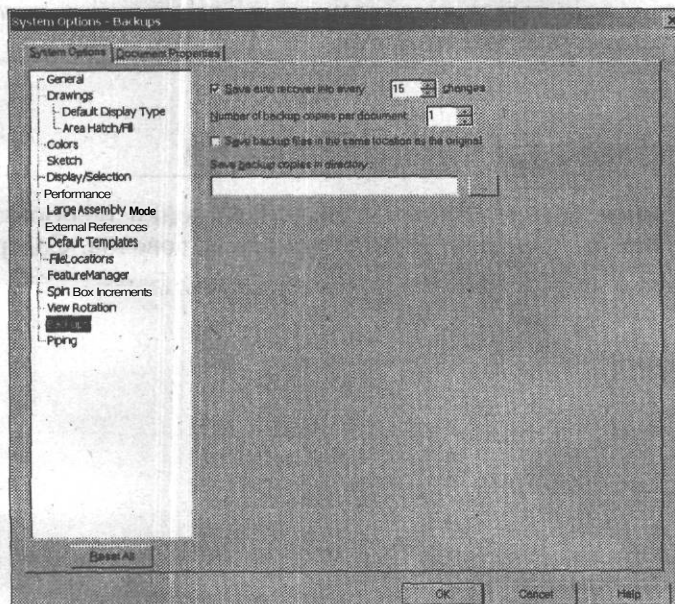 System Options - Backups
System Options
Document Properties
General
Drawings
Default Display Type
Area Hatch/Fill
Colors
Sketch
Display/Selection
Performance
Large Assembly Mode
External References
Default Templates
FileLocations
FeatureManager
Spin Box Increments
View Rotation
Backups
Piping
Save auto recover info every 15 changes
Number of backup copies per document 1
Save backup files in the same location as the original
Save backup copies in directory:
Reset All
OK
Cancel
Help